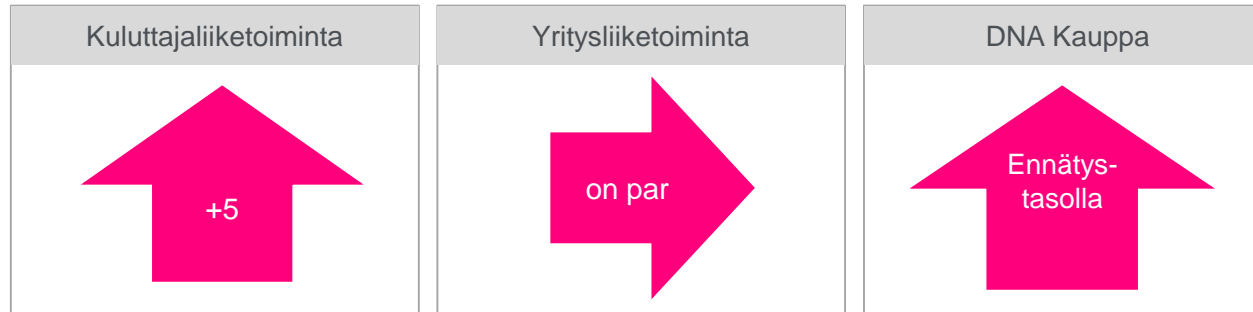 Kuluttajaliiketoiminta
+5
Yritysliiketoiminta
on par
DNA Kauppa
Ennätys-
tasolla